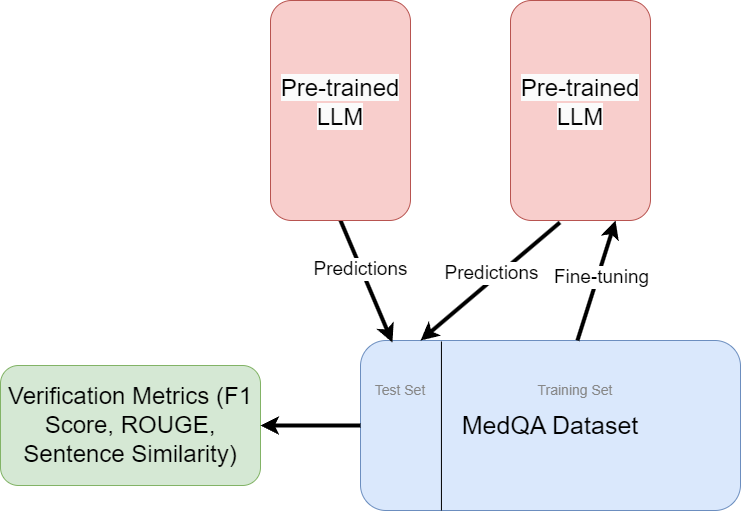 Pre-trained
LLM
Pre-trained
LLM
Predictions
Predictions
Fine-tuning
Test Set
Training Set
MedQA Dataset
Verification Metrics (F1
Score, ROUGE,
Sentence Similarity)